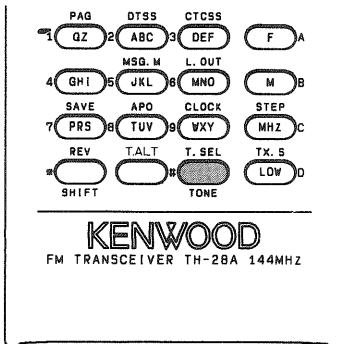 PAG DTSS CTCSS
1 QZ 2 ABC 3 DEF F A
MSG. M L. OUT
4 GHI 5 JKL 6 MNO M B
SAVE APO CLOCK STEP
7 PRS 8 TUV 9 WXY MHZ C
REV T.ALT T. SEL TX. S
* # LOW D
SHIFT TONE
KENWOOD
FM TRANSCEIVER TH-28A 144MHZ